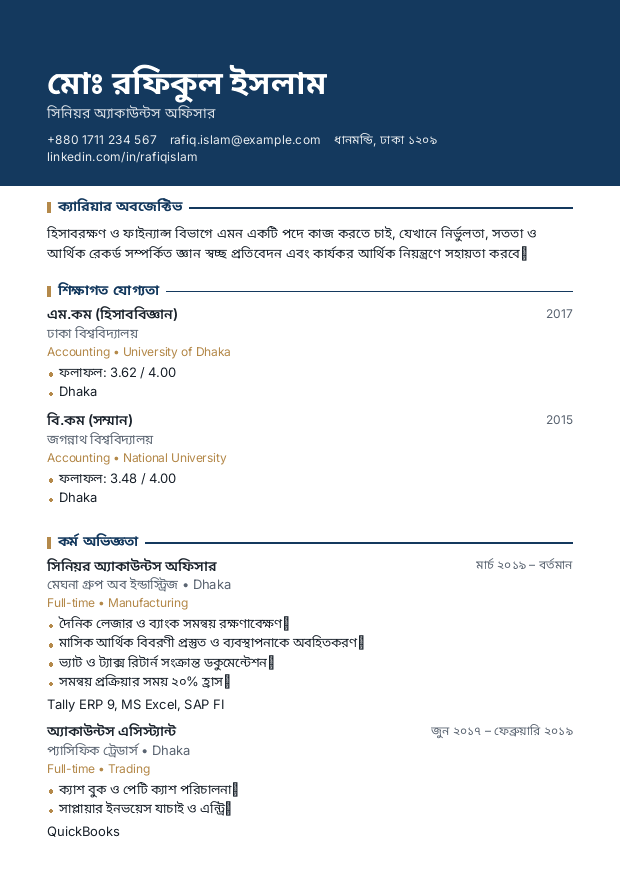 মোঃ রফিকুল ইসলাম
সিনিয়র অ্যাকাউন্টস অফিসার
+880 1711 234 567 rafiq.islam@example.com ধানমন্ডি, ঢাকা ১২০৯
linkedin.com/in/rafiqislam
ক্যারিয়ার অবজেক্টিভ
হিসাবরক্ষণ ও ফাইন্যান্স বিভাগে এমন একটি পদে কাজ করতে চাই, যেখানে নির্ভুলতা, সততা ও
আর্থিক রেকর্ড সম্পর্কিত জ্ঞান স্বচ্ছ প্রতিবেদন এবং কার্যকর আর্থিক নিয়ন্ত্রণে সহায়তা করবে
শিক্ষাগত যোগ্যতা
এম.কম (হিসাববিজ্ঞান) 2017
ঢাকা বিশ্ববিদ্যালয়
Accounting • University of Dhaka
• ফলাফল: 3.62 / 4.00
• Dhaka
বি.কম (সম্মান) 2015
জগন্নাথ বিশ্ববিদ্যালয়
Accounting • National University
• ফলাফল: 3.48 / 4.00
• Dhaka
কর্ম অভিজ্ঞতা
সিনিয়র অ্যাকাউন্টস অফিসার মার্চ ২০১৯ – বর্তমান
মেঘনা গ্রুপ অব ইন্ডাস্ট্রিজ • Dhaka
Full-time • Manufacturing
• দৈনিক লেজার ও ব্যাংক সমন্বয় রক্ষণাবেক্ষণ
• মাসিক আর্থিক বিবরণী প্রস্তুত ও ব্যবস্থাপনাকে অবহিতকরণ
• ভ্যাট ও ট্যাক্স রিটার্ন সংক্রান্ত ডকুমেন্টেশন
• সমন্বয় প্রক্রিয়ার সময় ২০% হ্রাস
Tally ERP 9, MS Excel, SAP FI
অ্যাকাউন্টস এসিস্ট্যান্ট জুন ২০১৭ – ফেব্রুয়ারি ২০১৯
প্যাসিফিক ট্রেডার্স • Dhaka
Full-time • Trading
• ক্যাশ বুক ও পেটি ক্যাশ পরিচালনা
• সাপ্লায়ার ইনভয়েস যাচাই ও এন্ট্রি
QuickBooks